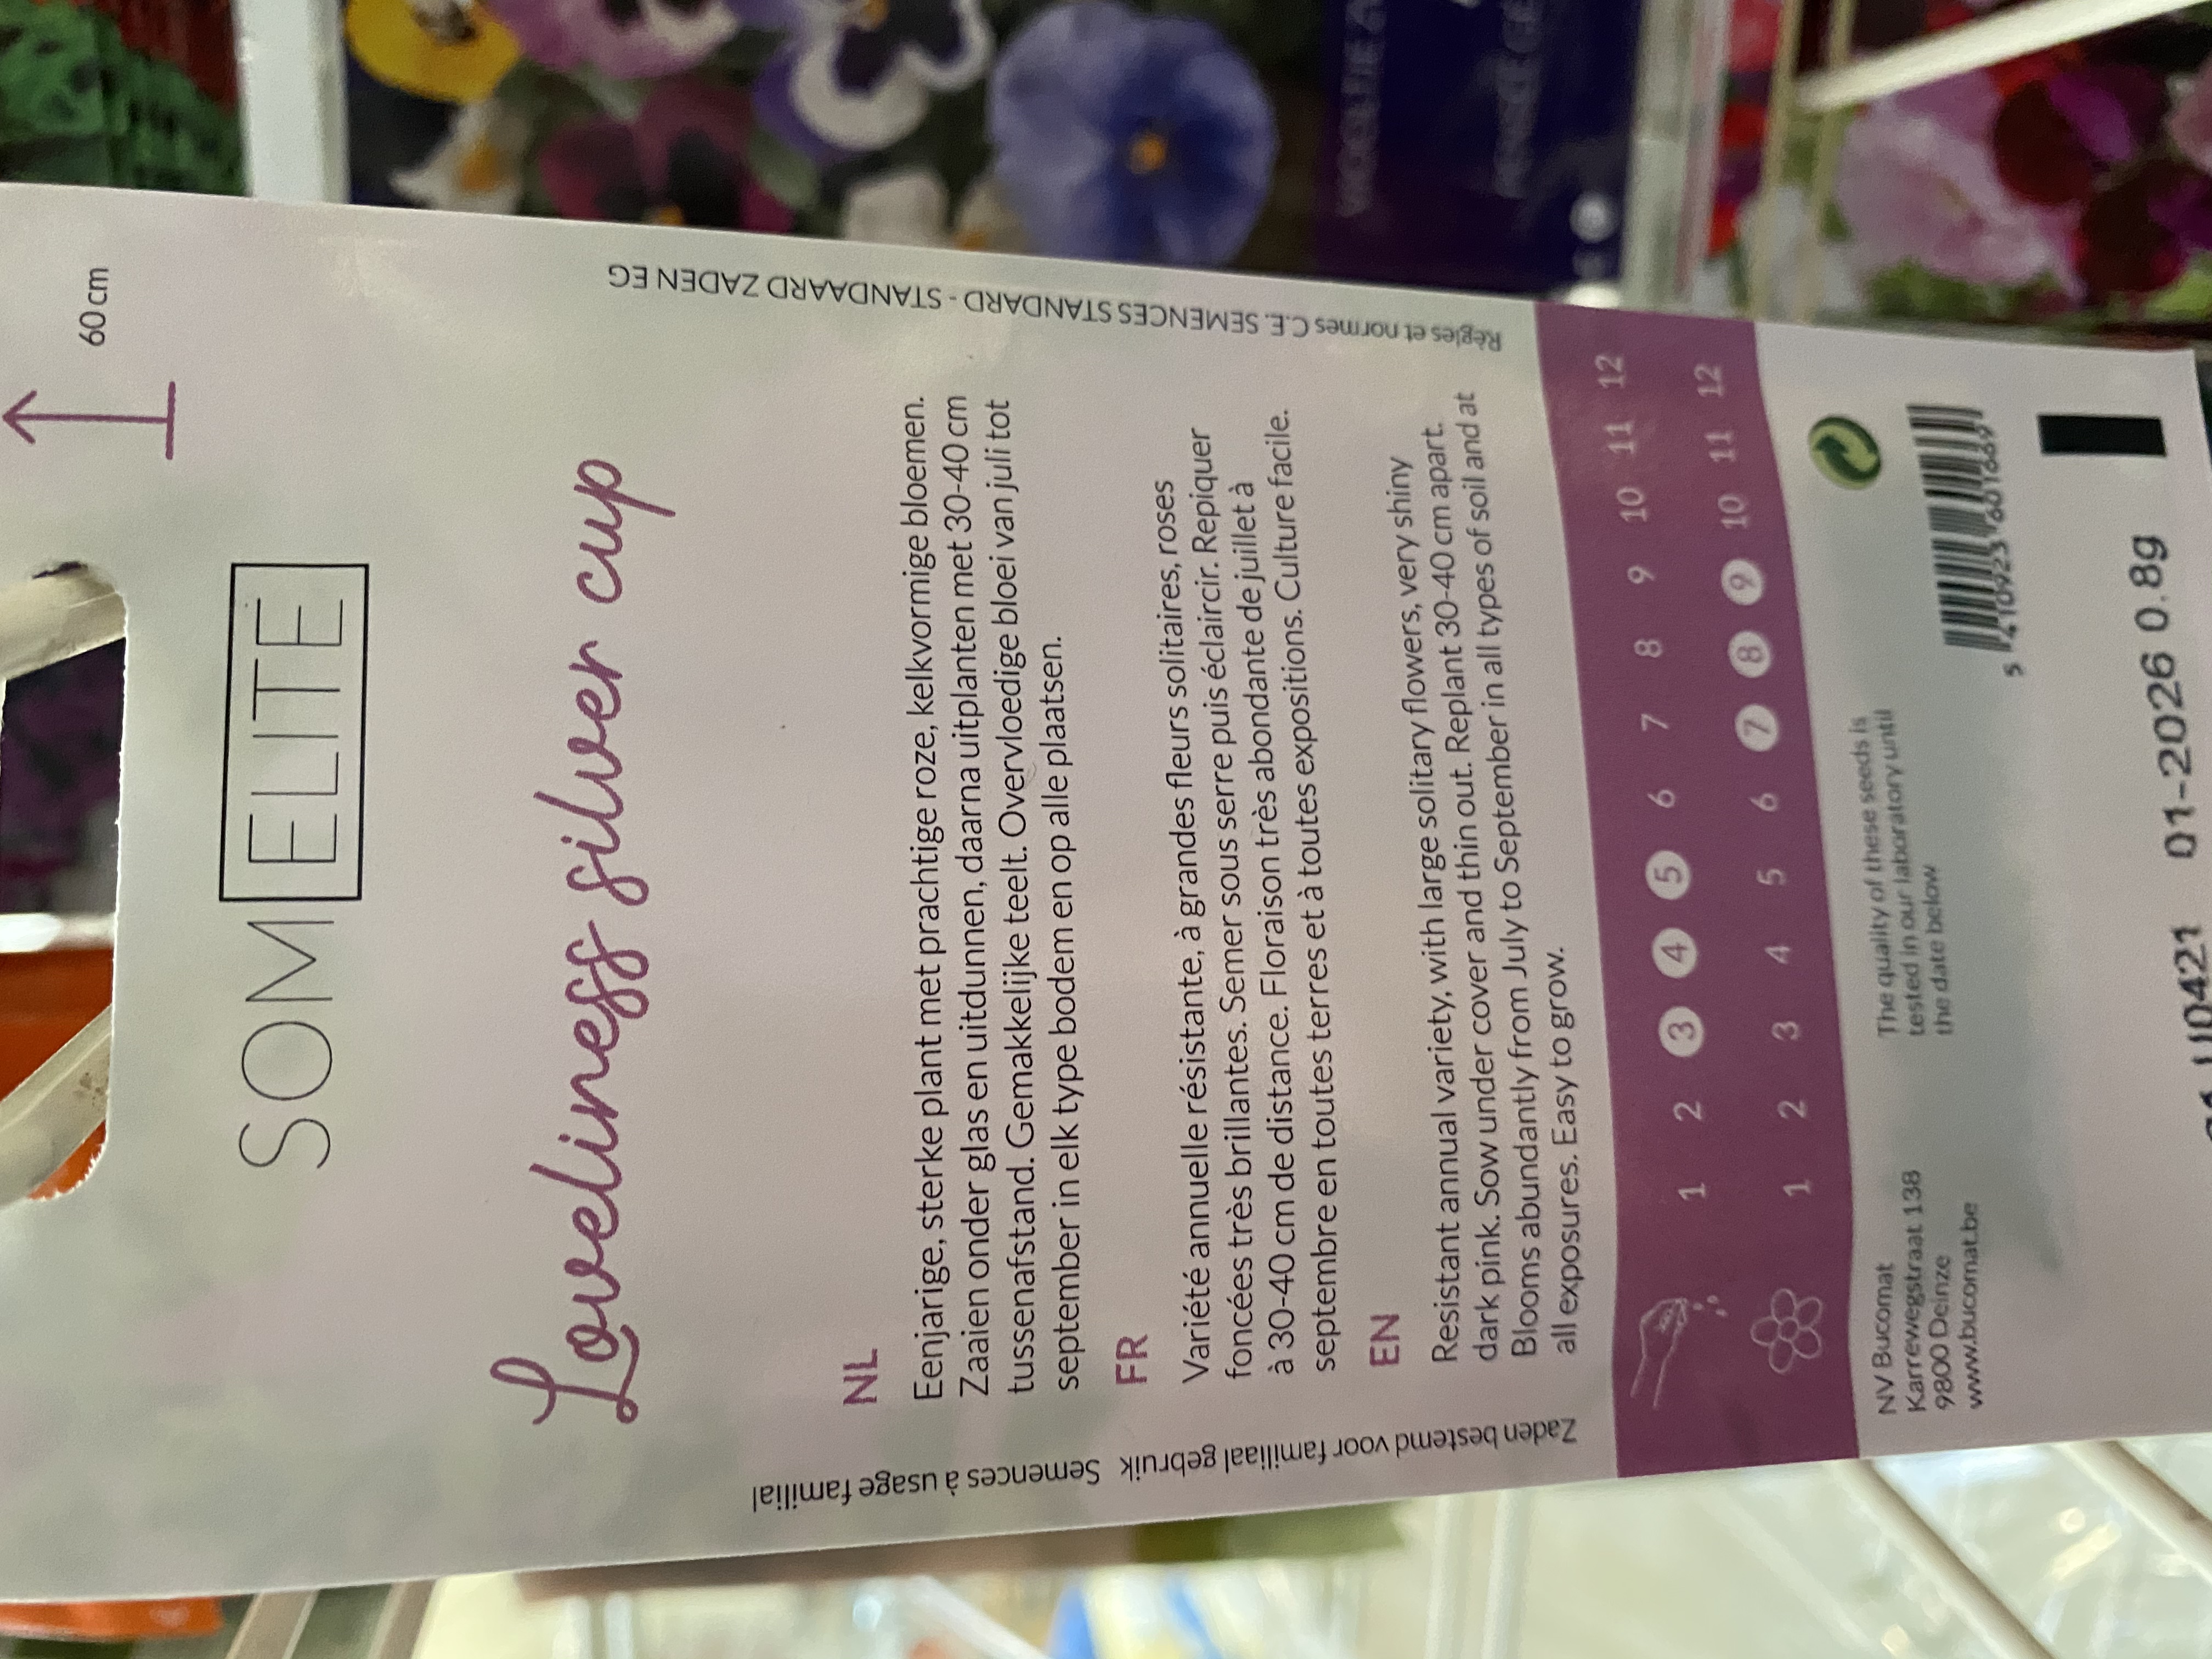 60 cm
SOMELITE
Loveliness silver cup
NL
Eenjarige, sterke plant met prachtige roze, kelkvormige bloemen.
Zaaien onder glas en uitdunnen, daarna uitplanten met 30-40 cm
tussenafstand. Gemakkelijke teelt. Overvloedige bloei van juli tot
september in elk type bodem en op alle plaatsen.
FR
Variété annuelle résistante, à grandes fleurs solitaires, roses
foncées très brillantes. Semer sous serre puis éclaircir. Repiquer
à 30-40 cm de distance. Floraison très abondante de juillet à
septembre en toutes terres et à toutes expositions. Culture facile.
EN
Resistant annual variety, with large solitary flowers, very shiny
dark pink. Sow under cover and thin out. Replant 30-40 cm apart.
Blooms abundantly from July to September in all types of soil and at
all exposures. Easy to grow.
Zaden bestemd voor familiaal gebruik Semences à usage familial
Règles et normes C.E. SEMENCES STANDARD - STANDAARD ZADEN EG
1 2 3 4 5 6 7 8 9 10 11 12
1 2 3 4 5 6 7 8 9 10 11 12
NV Bucomat
Karrewegstraat 138
9800 Deinze
www.bucomat.be
The quality of these seeds is
tested in our laboratory until
the date below
5 410923 601669
01-2026 0.8g
U0421
VIOOLTJE
PENSÉE